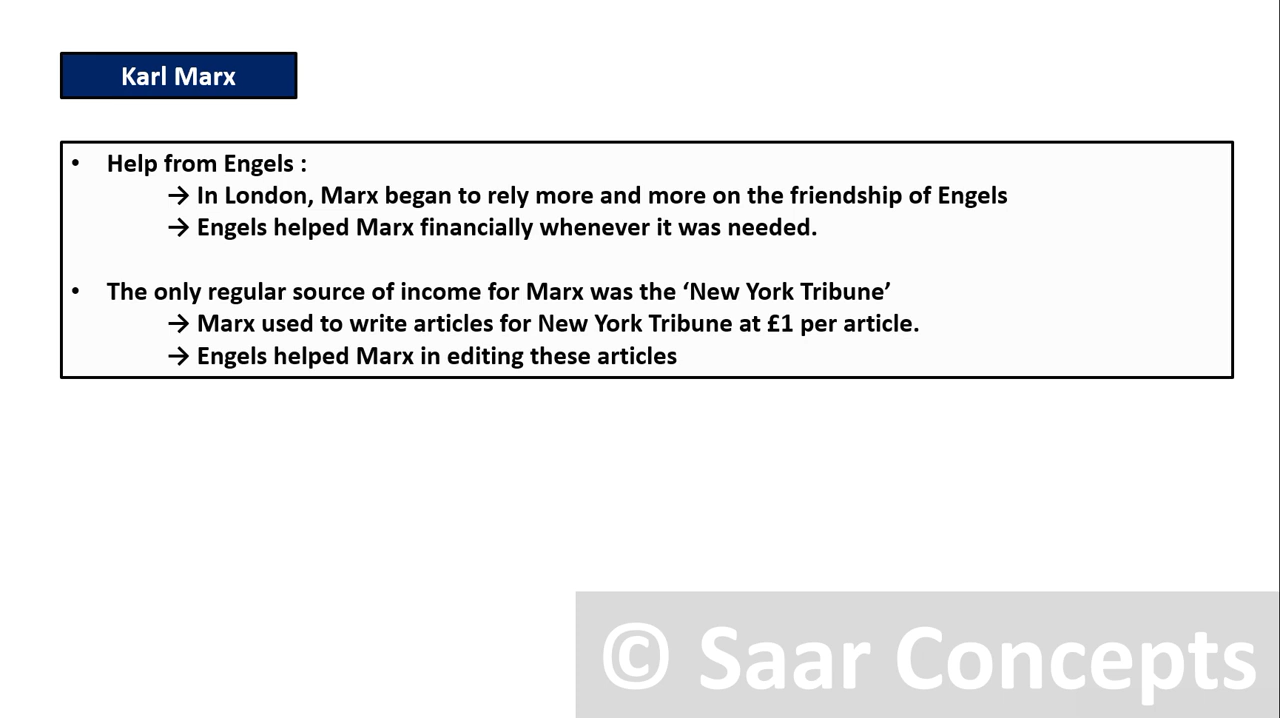 Karl Marx
• Help from Engels :
→ In London, Marx began to rely more and more on the friendship of Engels
→ Engels helped Marx financially whenever it was needed.
• The only regular source of income for Marx was the ‘New York Tribune’
→ Marx used to write articles for New York Tribune at £1 per article.
→ Engels helped Marx in editing these articles
© Saar Concepts